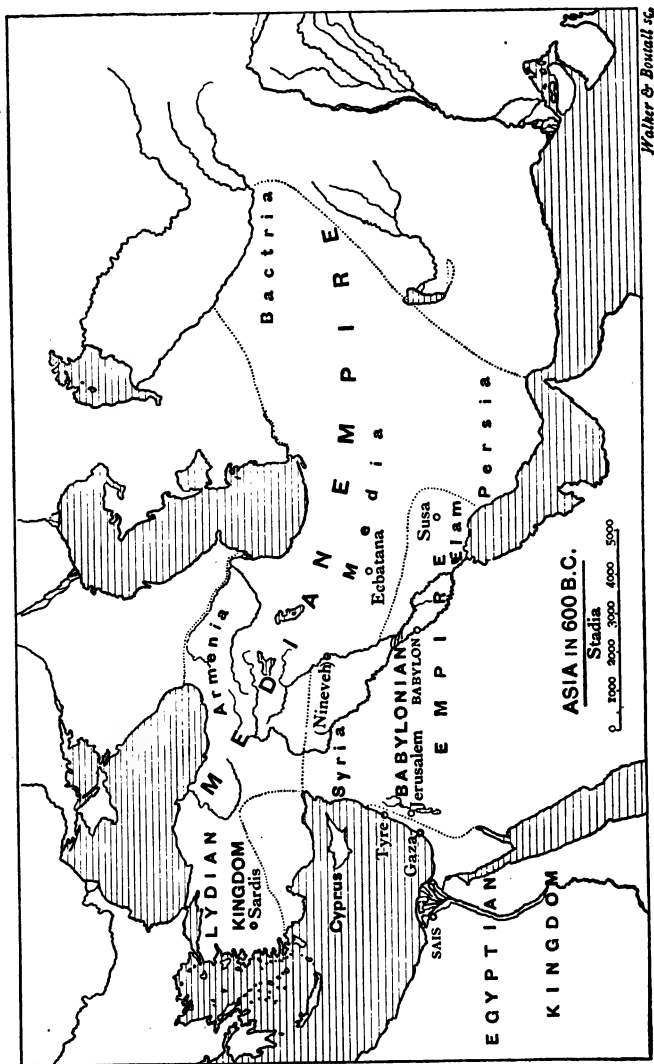 LYDIAN
KINGDOM
Sardis
MEDIAN EMPIRE
Armenia
Media
Ecbatana
Bactria
(Nineveh)
Syria
Cyprus
BABYLONIAN
EMPIRE
Tyre
Jerusalem
BABYLON
Gaza
Susa
Elam
Persia
SAIS
EGYPTIAN
KINGDOM
ASIA IN 600 B.C.
Stadia
0 1000 2000 3000 4000 5000
Walker & Boutall sc.